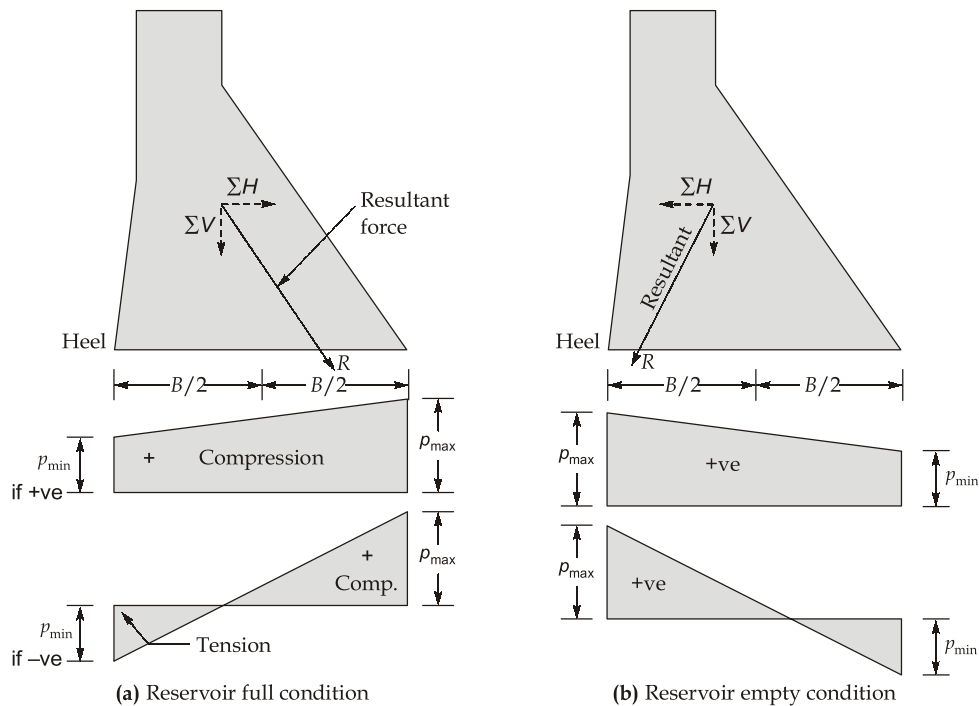 ΣH
ΣV
Resultant
force
Heel
R
B/2
B/2
p_min
if +ve
+
Compression
p_max
+
Comp.
p_max
p_min
if –ve
Tension
(a) Reservoir full condition
ΣH
ΣV
Resultant
Heel
R
B/2
B/2
p_max
+ve
p_min
p_max
+ve
p_min
(b) Reservoir empty condition